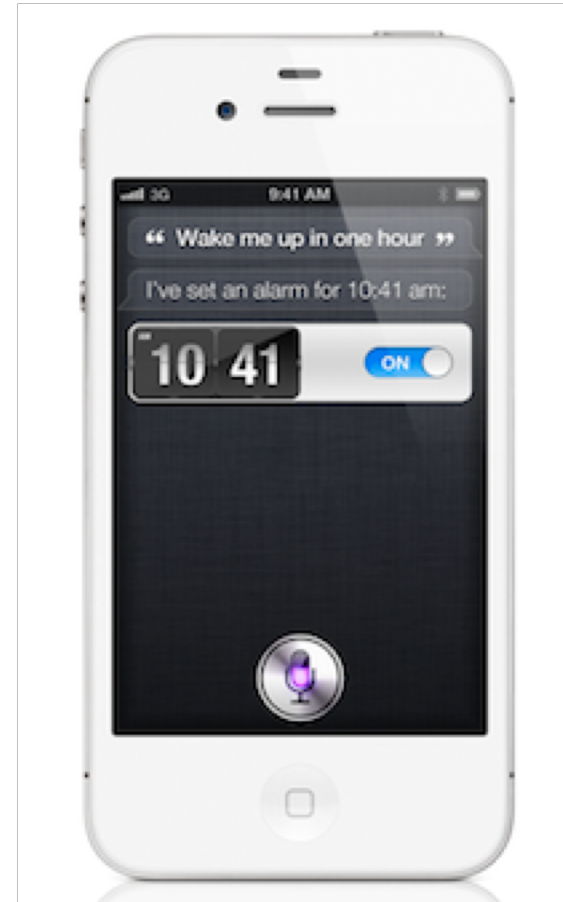 3G 9:41 AM
“ Wake me up in one hour ”
I've set an alarm for 10:41 am:
AM
10 41 ON